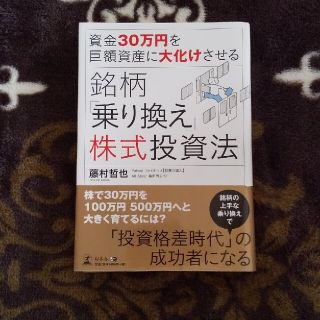 資金30万円を
巨額資産に大化けさせる
銘柄
「乗り換え」
株式投資法
藤村哲也
株で30万円を
100万円 500万円へと
大きく育てるには?
銘柄の
上手な
乗り換えで
「投資格差時代」の
成功者になる